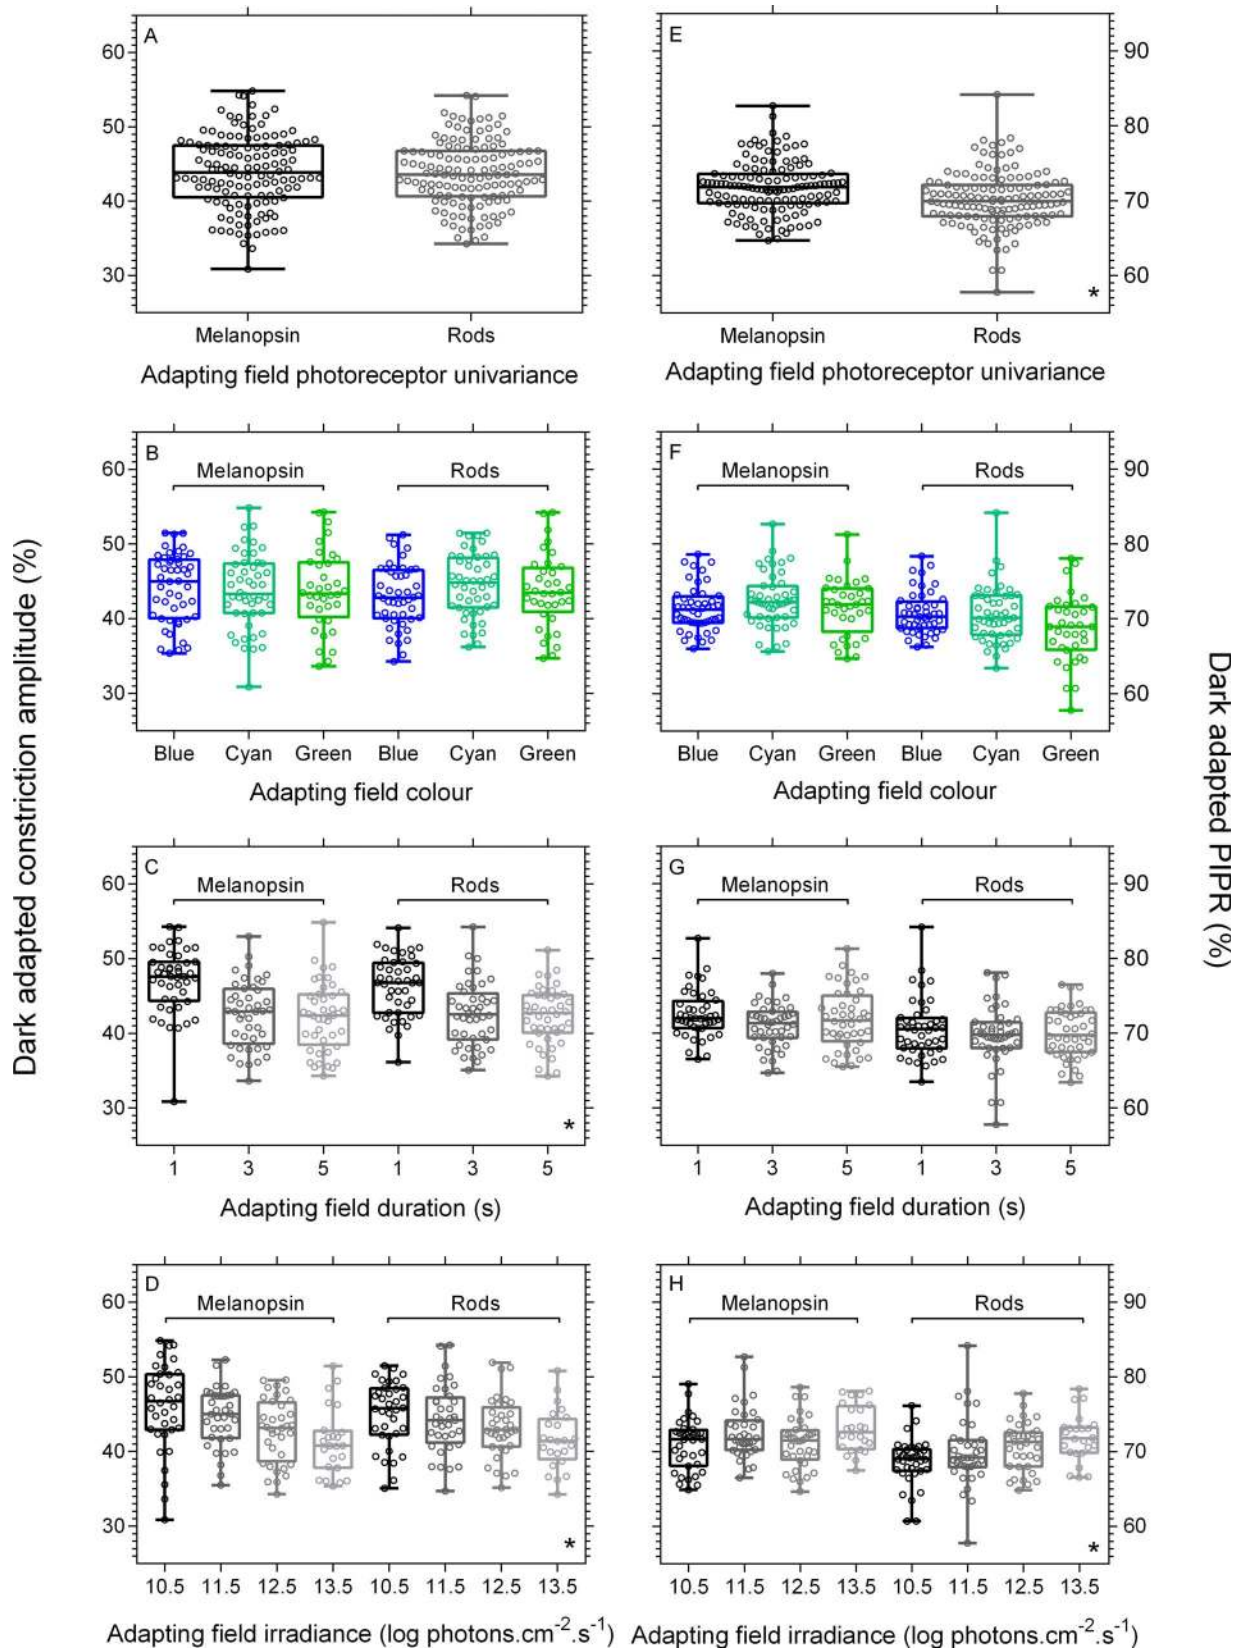 A
E
60
50
40
30
90
80
70
60
Melanopsin Rods
Melanopsin Rods
Adapting field photoreceptor univariance
Adapting field photoreceptor univariance
*
B
F
Melanopsin Rods
Melanopsin Rods
60
50
40
30
90
80
70
60
Blue Cyan Green Blue Cyan Green
Blue Cyan Green Blue Cyan Green
Adapting field colour
Adapting field colour
Dark adapted constriction amplitude (%)
Dark adapted PIPR (%)
C
G
Melanopsin Rods
Melanopsin Rods
60
50
40
30
90
80
70
60
*
1 3 5 1 3 5
1 3 5 1 3 5
Adapting field duration (s)
Adapting field duration (s)
D
H
Melanopsin Rods
Melanopsin Rods
60
50
40
30
90
80
70
60
*
*
10.5 11.5 12.5 13.5 10.5 11.5 12.5 13.5
10.5 11.5 12.5 13.5 10.5 11.5 12.5 13.5
Adapting field irradiance (log photons.cm⁻².s⁻¹)
Adapting field irradiance (log photons.cm⁻².s⁻¹)